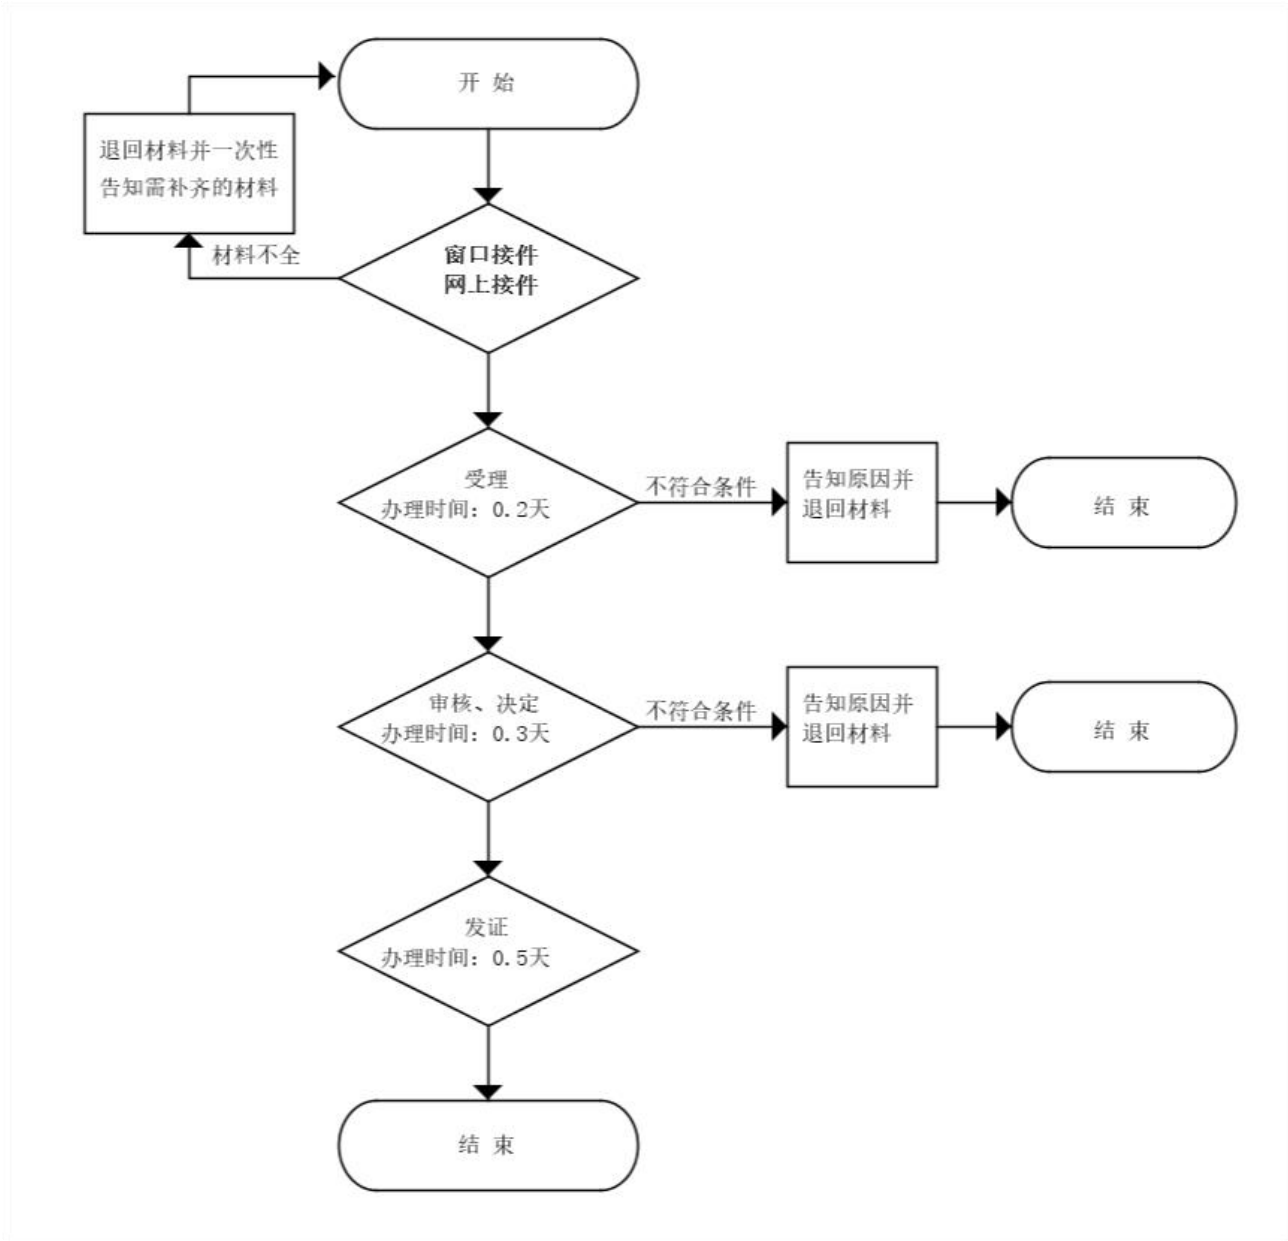 开 始
退回材料并一次性
告知需补齐的材料
材料不全
窗口接件
网上接件
受理
办理时间：0.2天
不符合条件
告知原因并
退回材料
结 束
审核、决定
办理时间：0.3天
不符合条件
告知原因并
退回材料
结 束
发证
办理时间：0.5天
结 束